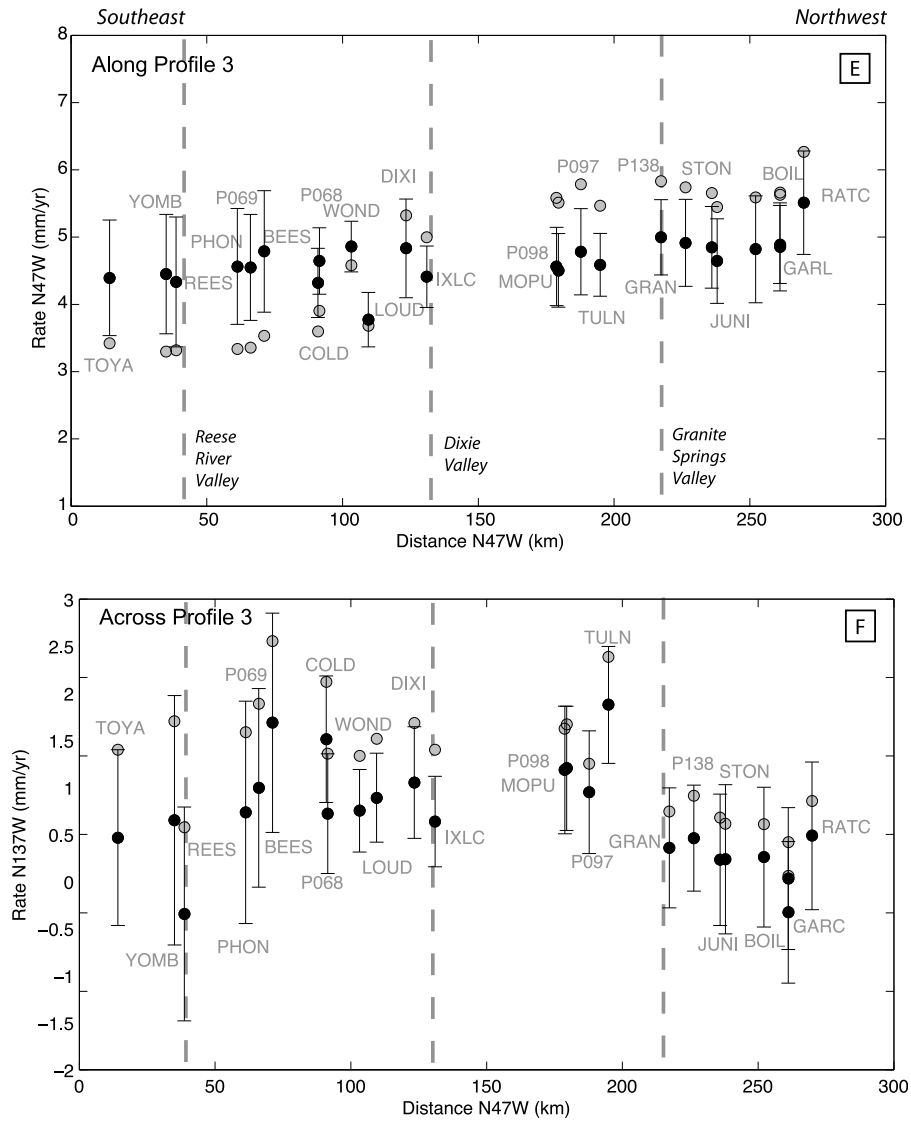 Southeast
Northwest
Along Profile 3
E
8
7
6
5
4
3
2
1
Rate N47W (mm/yr)
TOYA
YOMB
REES
P069
PHON
BEES
P068
WOND
COLD
DIXI
LOUD
IXLC
P098
MOPU
P097
TULN
P138
GRAN
STON
JUNI
BOIL
GARL
RATC
Reese
River
Valley
Dixie
Valley
Granite
Springs
Valley
0
50
100
150
200
250
300
Distance N47W (km)
Across Profile 3
F
3
2.5
2
1.5
1
0.5
0
−0.5
−1
−1.5
−2
Rate N137W (mm/yr)
TOYA
YOMB
REES
P069
PHON
BEES
COLD
P068
WOND
LOUD
DIXI
IXLC
P098
MOPU
P097
TULN
GRAN
P138
STON
JUNI
BOIL
GARC
RATC
0
50
100
150
200
250
300
Distance N47W (km)